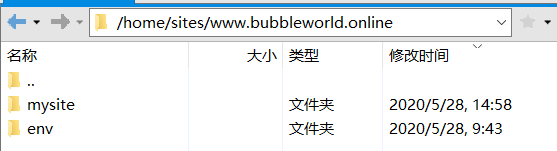 /home/sites/www.bubbleworld.online
名称 大小 类型 修改时间
..
mysite 文件夹 2020/5/28, 14:58
env 文件夹 2020/5/28, 9:43